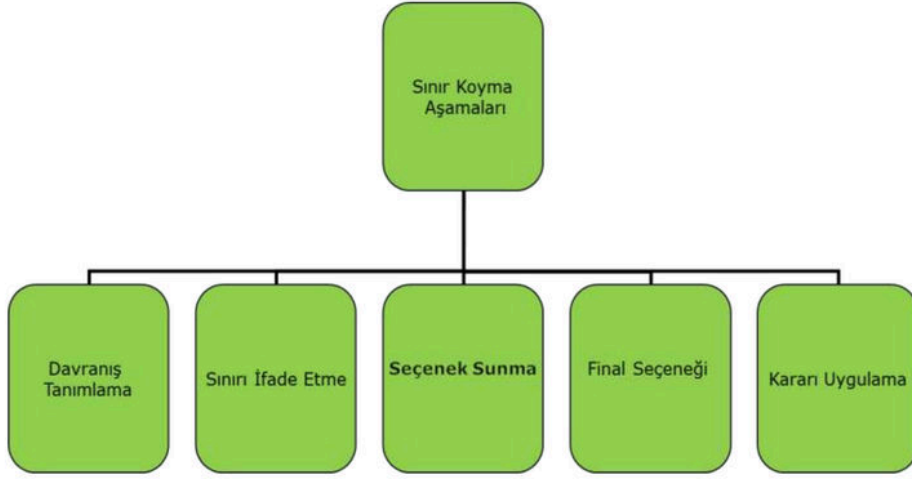 Sınır Koyma
Aşamaları
Davranış
Tanımlama
Sınırı İfade Etme
Seçenek Sunma
Final Seçeneği
Kararı Uygulama